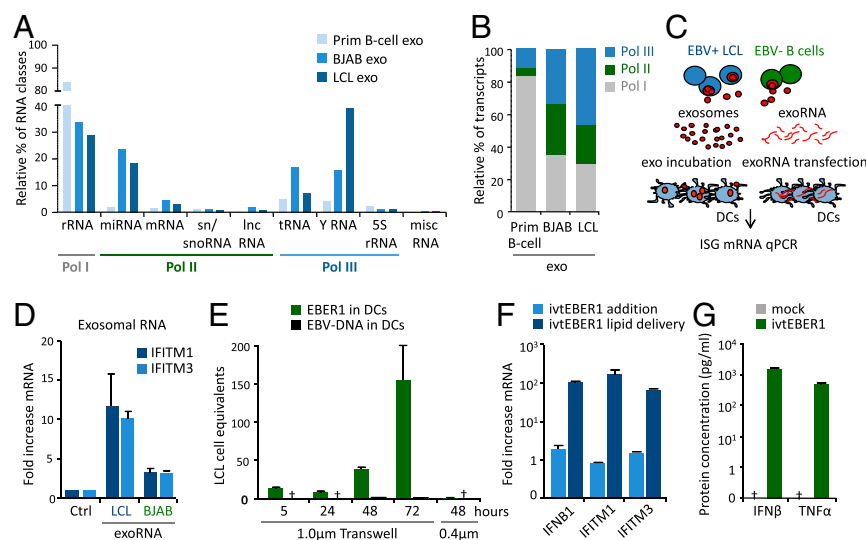 A
Relative % of RNA classes
100
90
80
40
30
20
10
0
Prim B-cell exo
BJAB exo
LCL exo
rRNA
miRNA
mRNA
sn/
snoRNA
lnc
RNA
tRNA
Y RNA
5S
rRNA
misc
RNA
Pol I
Pol II
Pol III
B
Relative % of transcripts
100
80
60
40
20
0
Pol III
Pol II
Pol I
Prim
B-cell
BJAB
LCL
exo
C
EBV+ LCL
EBV- B cells
exosomes
exoRNA
exo incubation
exoRNA transfection
DCs
DCs
ISG mRNA qPCR
D
Exosomal RNA
Fold increase mRNA
20
15
10
5
0
IFITM1
IFITM3
Ctrl
LCL
BJAB
exoRNA
E
EBER1 in DCs
EBV-DNA in DCs
LCL cell equivalents
200
150
100
50
0
†
†
†
5
24
48
72
48
hours
1.0µm Transwell
0.4µm
F
ivtEBER1 addition
ivtEBER1 lipid delivery
Fold increase mRNA
10³
10²
10¹
1
0
IFNB1
IFITM1
IFITM3
G
mock
ivtEBER1
Protein concentration (pg/ml)
10⁴
10³
10²
10¹
1
0
†
†
IFNβ
TNFα